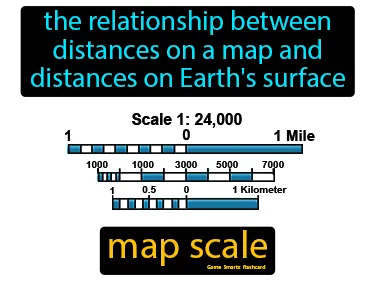 the relationship between
distances on a map and
distances on Earth's surface
Scale 1: 24,000
1 0 1 Mile
1000 1000 3000 5000 7000
1 0.5 0 1 Kilometer
map scale
Game Smartz flashcard